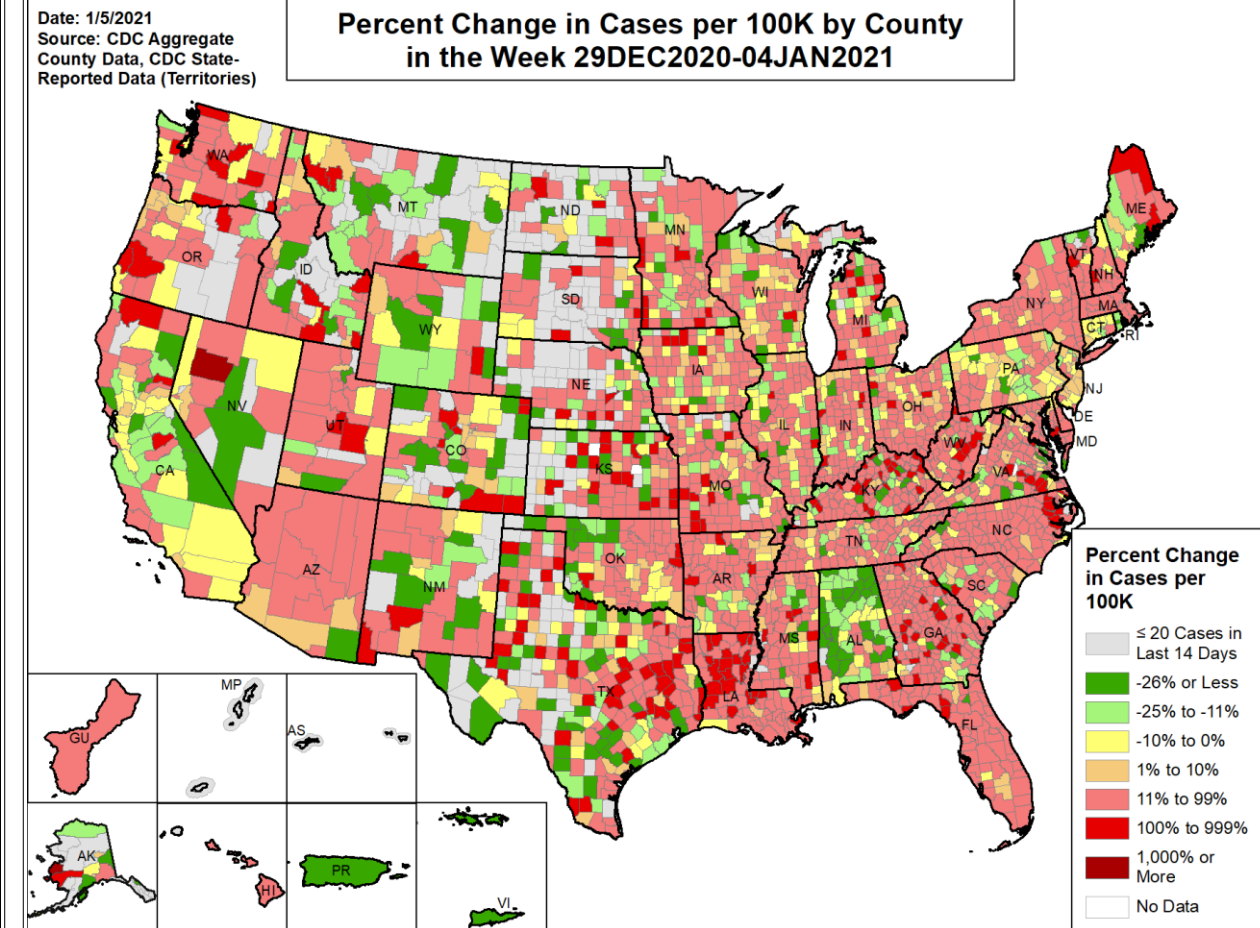 Date: 1/5/2021
Source: CDC Aggregate
County Data, CDC State-
Reported Data (Territories)
Percent Change in Cases per 100K by County
in the Week 29DEC2020-04JAN2021
WA
MT
ND
MN
ME
OR
ID
SD
WI
MI
VT
NH
NY
MA
CT
RI
WY
IA
PA
NJ
NE
NV
UT
CO
IL
IN
OH
DE
MD
WV
VA
CA
KS
MO
KY
NC
TN
AZ
NM
OK
AR
SC
MS
AL
GA
TX
LA
FL
GU
MP
AS
AK
HI
PR
VI
Percent Change
in Cases per
100K
≤ 20 Cases in
Last 14 Days
-26% or Less
-25% to -11%
-10% to 0%
1% to 10%
11% to 99%
100% to 999%
1,000% or
More
No Data